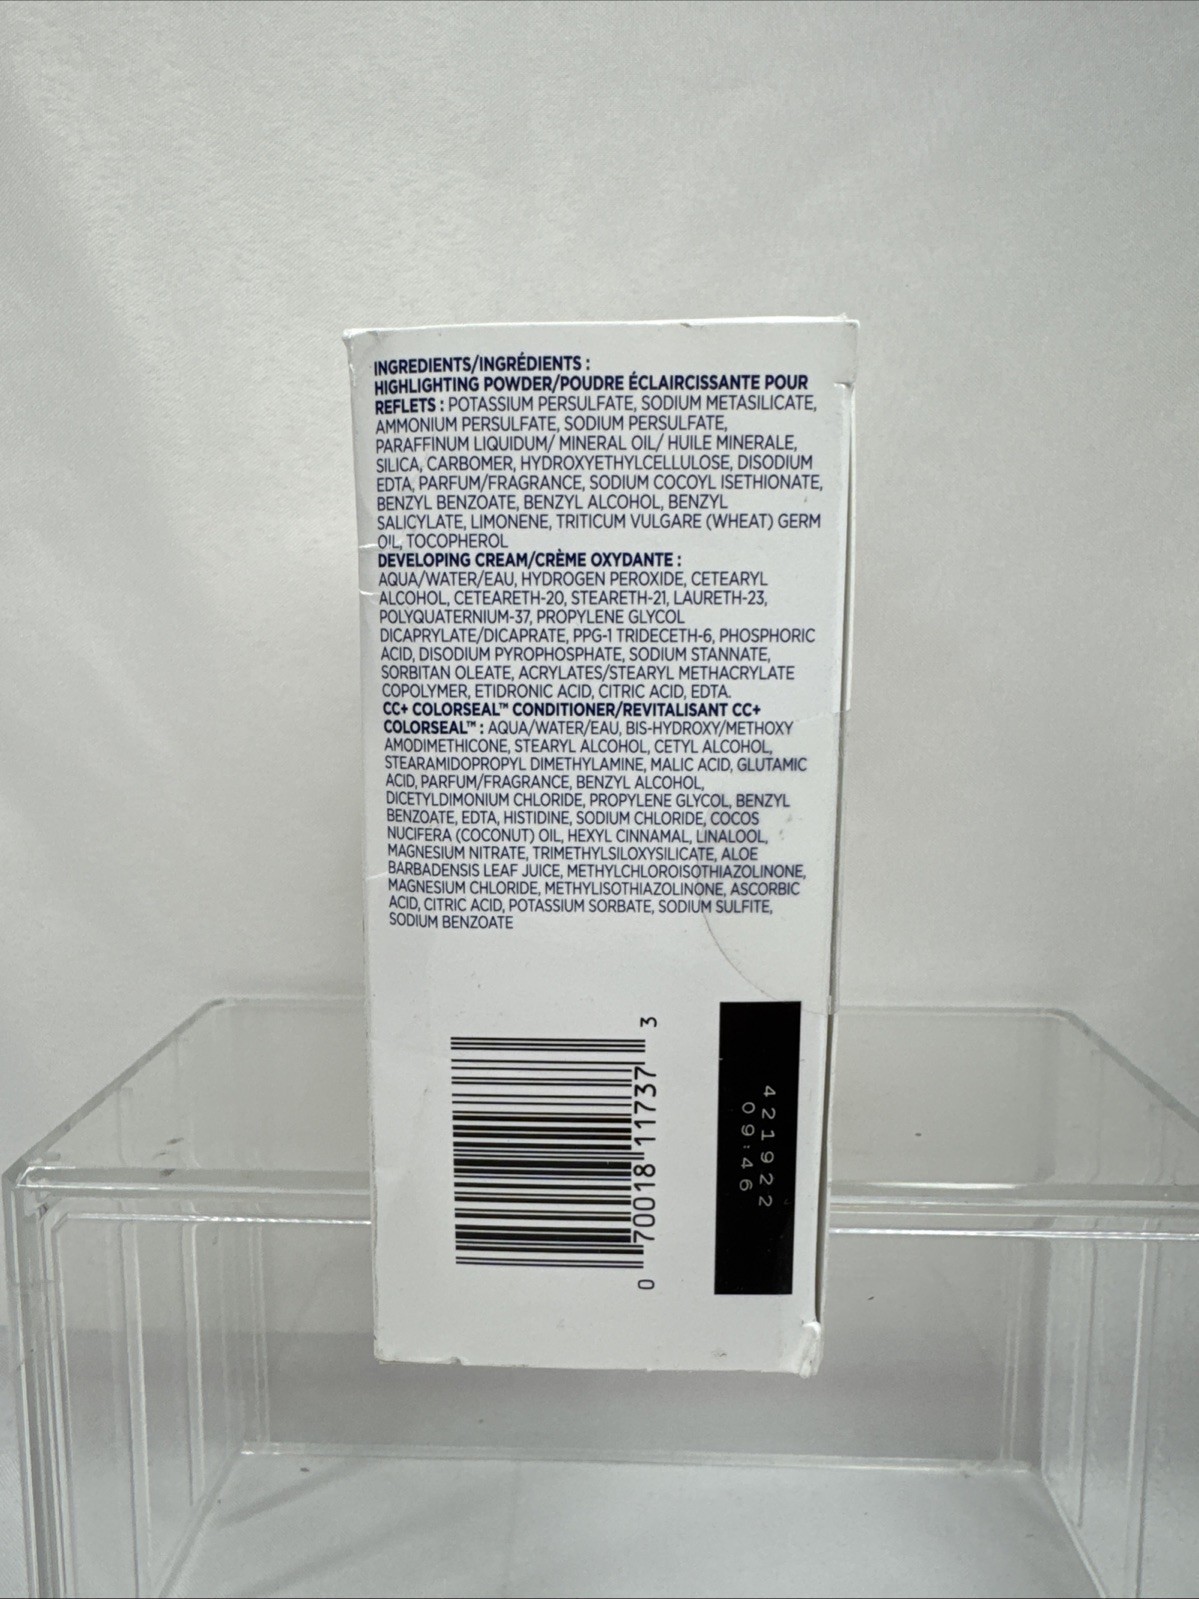 INGREDIENTS/INGRÉDIENTS :
HIGHLIGHTING POWDER/POUDRE ÉCLAIRCISSANTE POUR
REFLETS : POTASSIUM PERSULFATE, SODIUM METASILICATE,
AMMONIUM PERSULFATE, SODIUM PERSULFATE,
PARAFFINUM LIQUIDUM/ MINERAL OIL/ HUILE MINERALE,
SILICA, CARBOMER, HYDROXYETHYLCELLULOSE, DISODIUM
EDTA, PARFUM/FRAGRANCE, SODIUM COCOYL ISETHIONATE,
BENZYL BENZOATE, BENZYL ALCOHOL, BENZYL
SALICYLATE, LIMONENE, TRITICUM VULGARE (WHEAT) GERM
OIL, TOCOPHEROL
DEVELOPING CREAM/CRÈME OXYDANTE :
AQUA/WATER/EAU, HYDROGEN PEROXIDE, CETEARYL
ALCOHOL, CETEARETH-20, STEARETH-21, LAURETH-23,
POLYQUATERNIUM-37, PROPYLENE GLYCOL
DICAPRYLATE/DICAPRATE, PPG-1 TRIDECETH-6, PHOSPHORIC
ACID, DISODIUM PYROPHOSPHATE, SODIUM STANNATE,
SORBITAN OLEATE, ACRYLATES/STEARYL METHACRYLATE
COPOLYMER, ETIDRONIC ACID, CITRIC ACID, EDTA.
CC+ COLORSEAL™ CONDITIONER/REVITALISANT CC+
COLORSEAL™ : AQUA/WATER/EAU, BIS-HYDROXY/METHOXY
AMODIMETHICONE, STEARYL ALCOHOL, CETYL ALCOHOL,
STEARAMIDOPROPYL DIMETHYLAMINE, MALIC ACID, GLUTAMIC
ACID, PARFUM/FRAGRANCE, BENZYL ALCOHOL,
DICETYLDIMONIUM CHLORIDE, PROPYLENE GLYCOL, BENZYL
BENZOATE, EDTA, HISTIDINE, SODIUM CHLORIDE, COCOS
NUCIFERA (COCONUT) OIL, HEXYL CINNAMAL, LINALOOL,
MAGNESIUM NITRATE, TRIMETHYLSILOXYSILICATE, ALOE
BARBADENSIS LEAF JUICE, METHYLCHLOROISOTHIAZOLINONE,
MAGNESIUM CHLORIDE, METHYLISOTHIAZOLINONE, ASCORBIC
ACID, CITRIC ACID, POTASSIUM SORBATE, SODIUM SULFITE,
SODIUM BENZOATE
0 70018 11737 3
421922
09:46